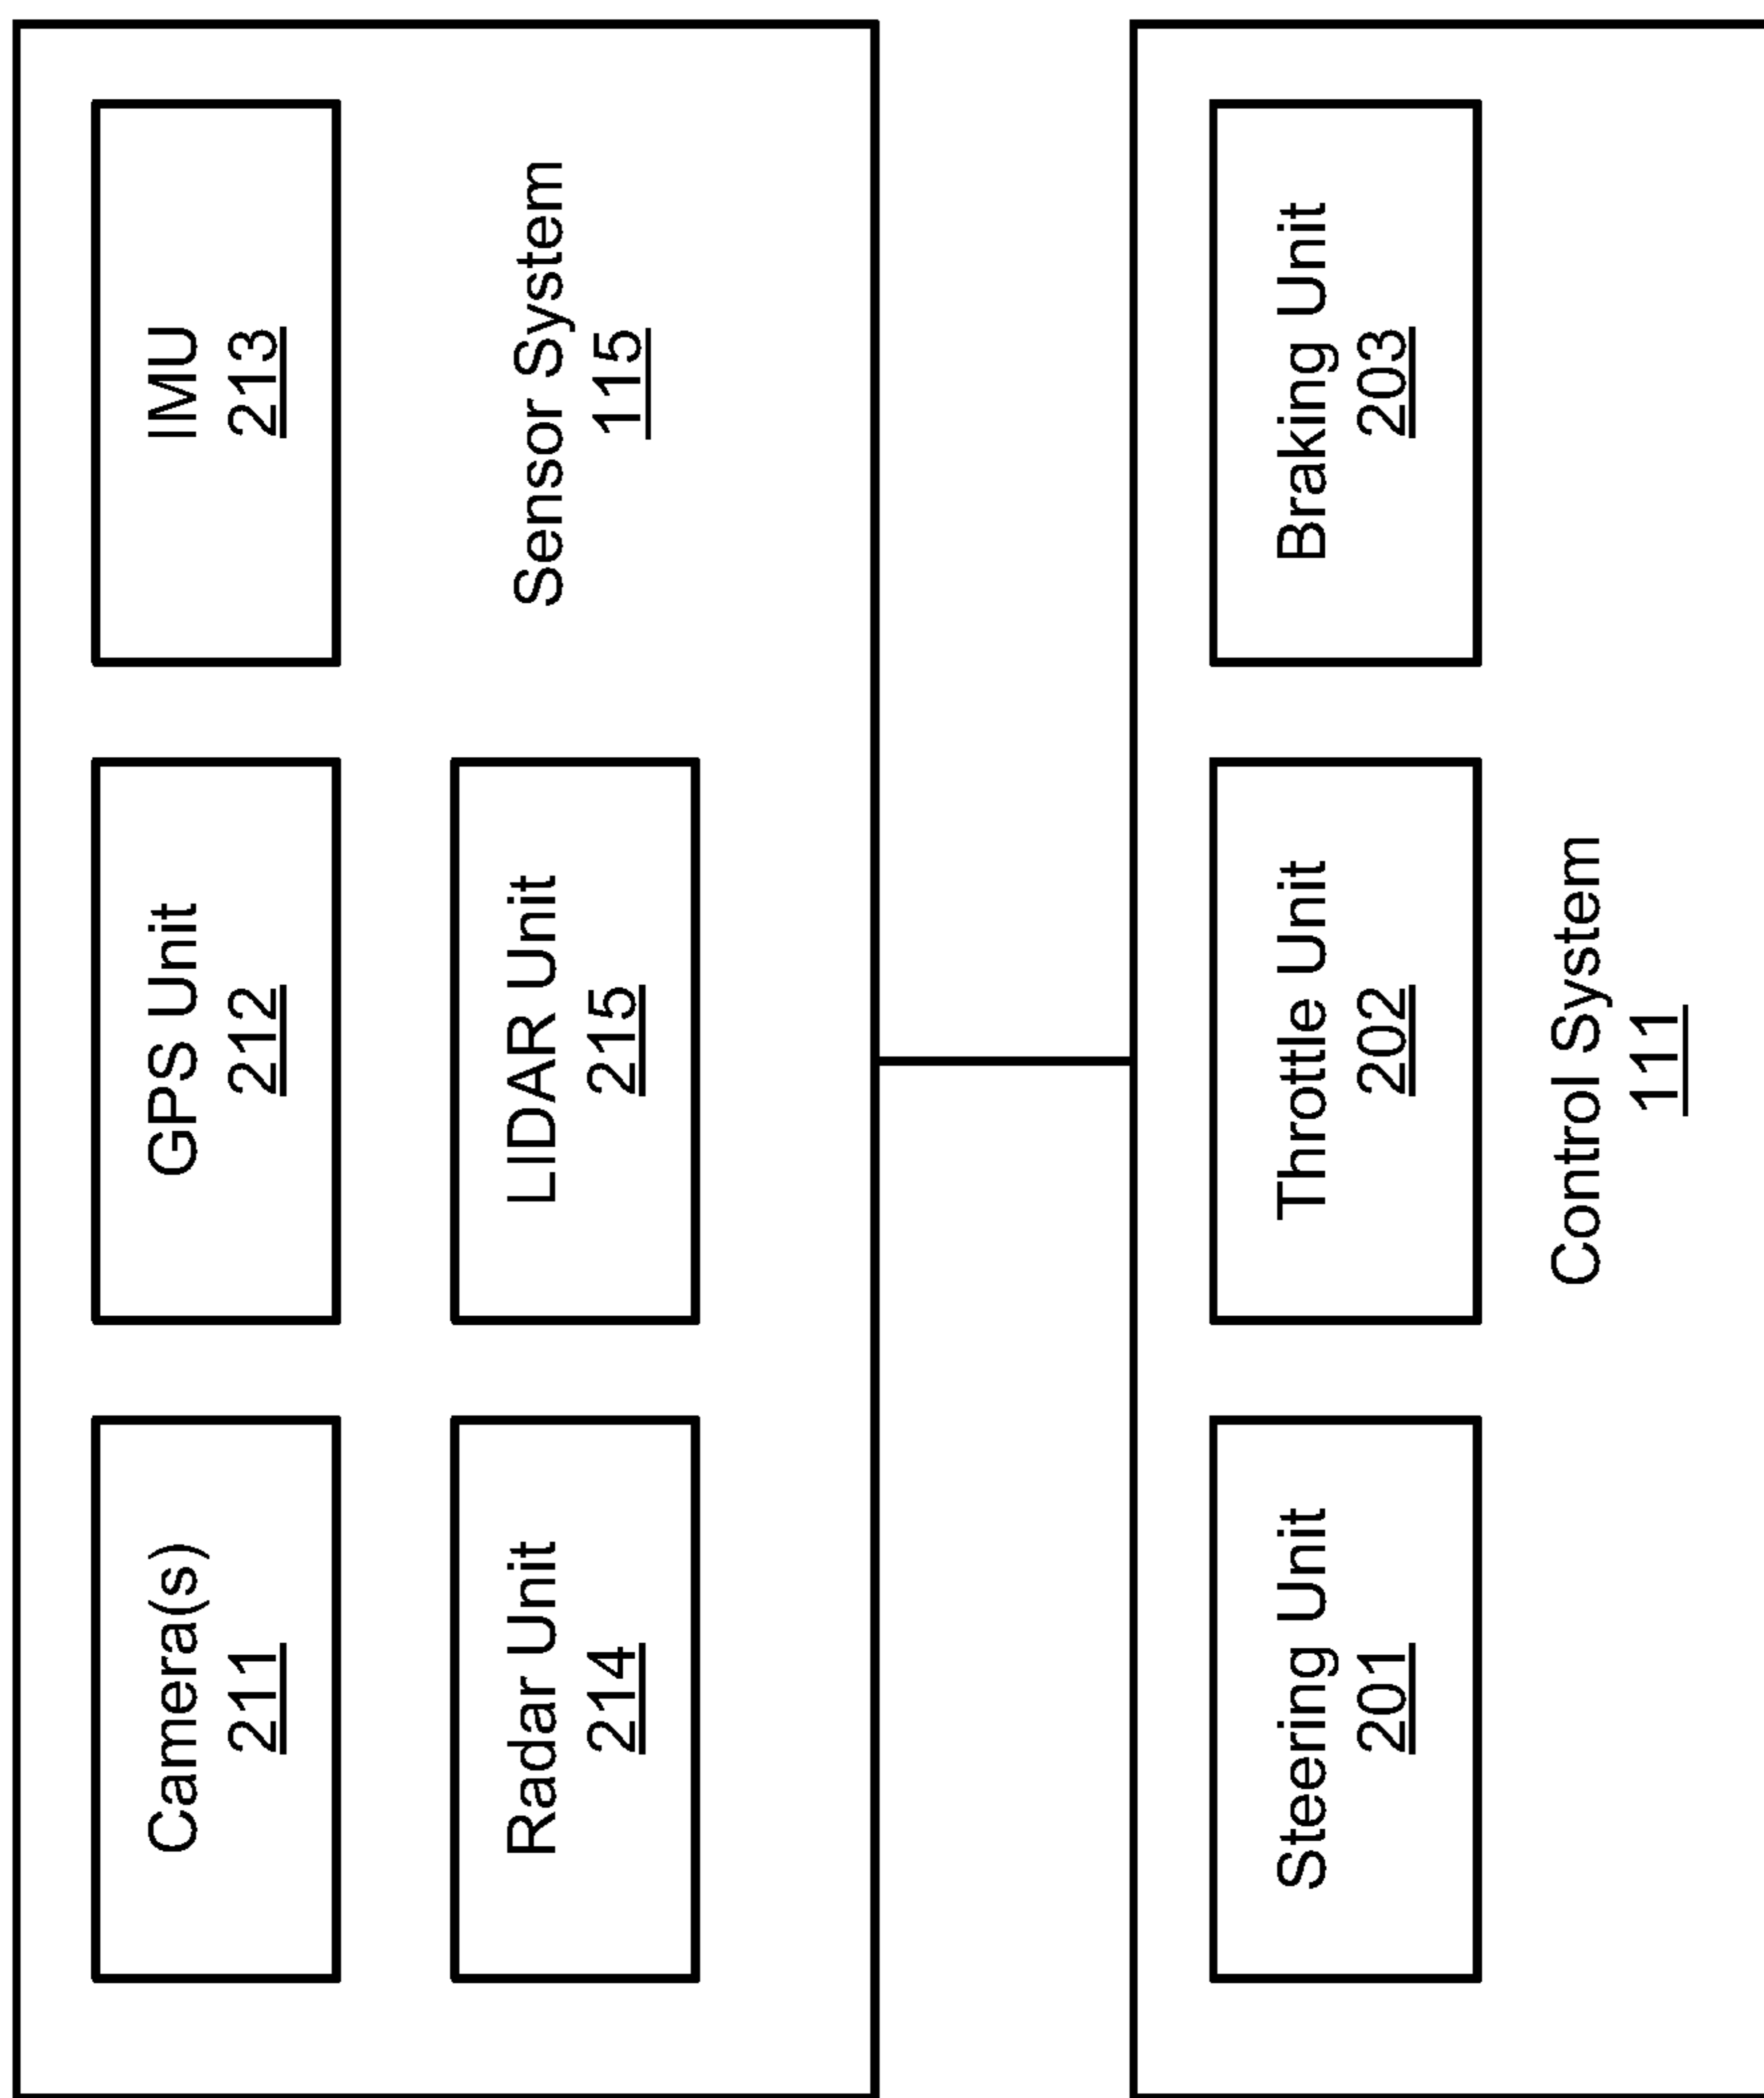 Camera(s)
211
GPS Unit
212
IMU
213
Radar Unit
214
LIDAR Unit
215
Sensor System
115
Steering Unit
201
Throttle Unit
202
Braking Unit
203
Control System
111